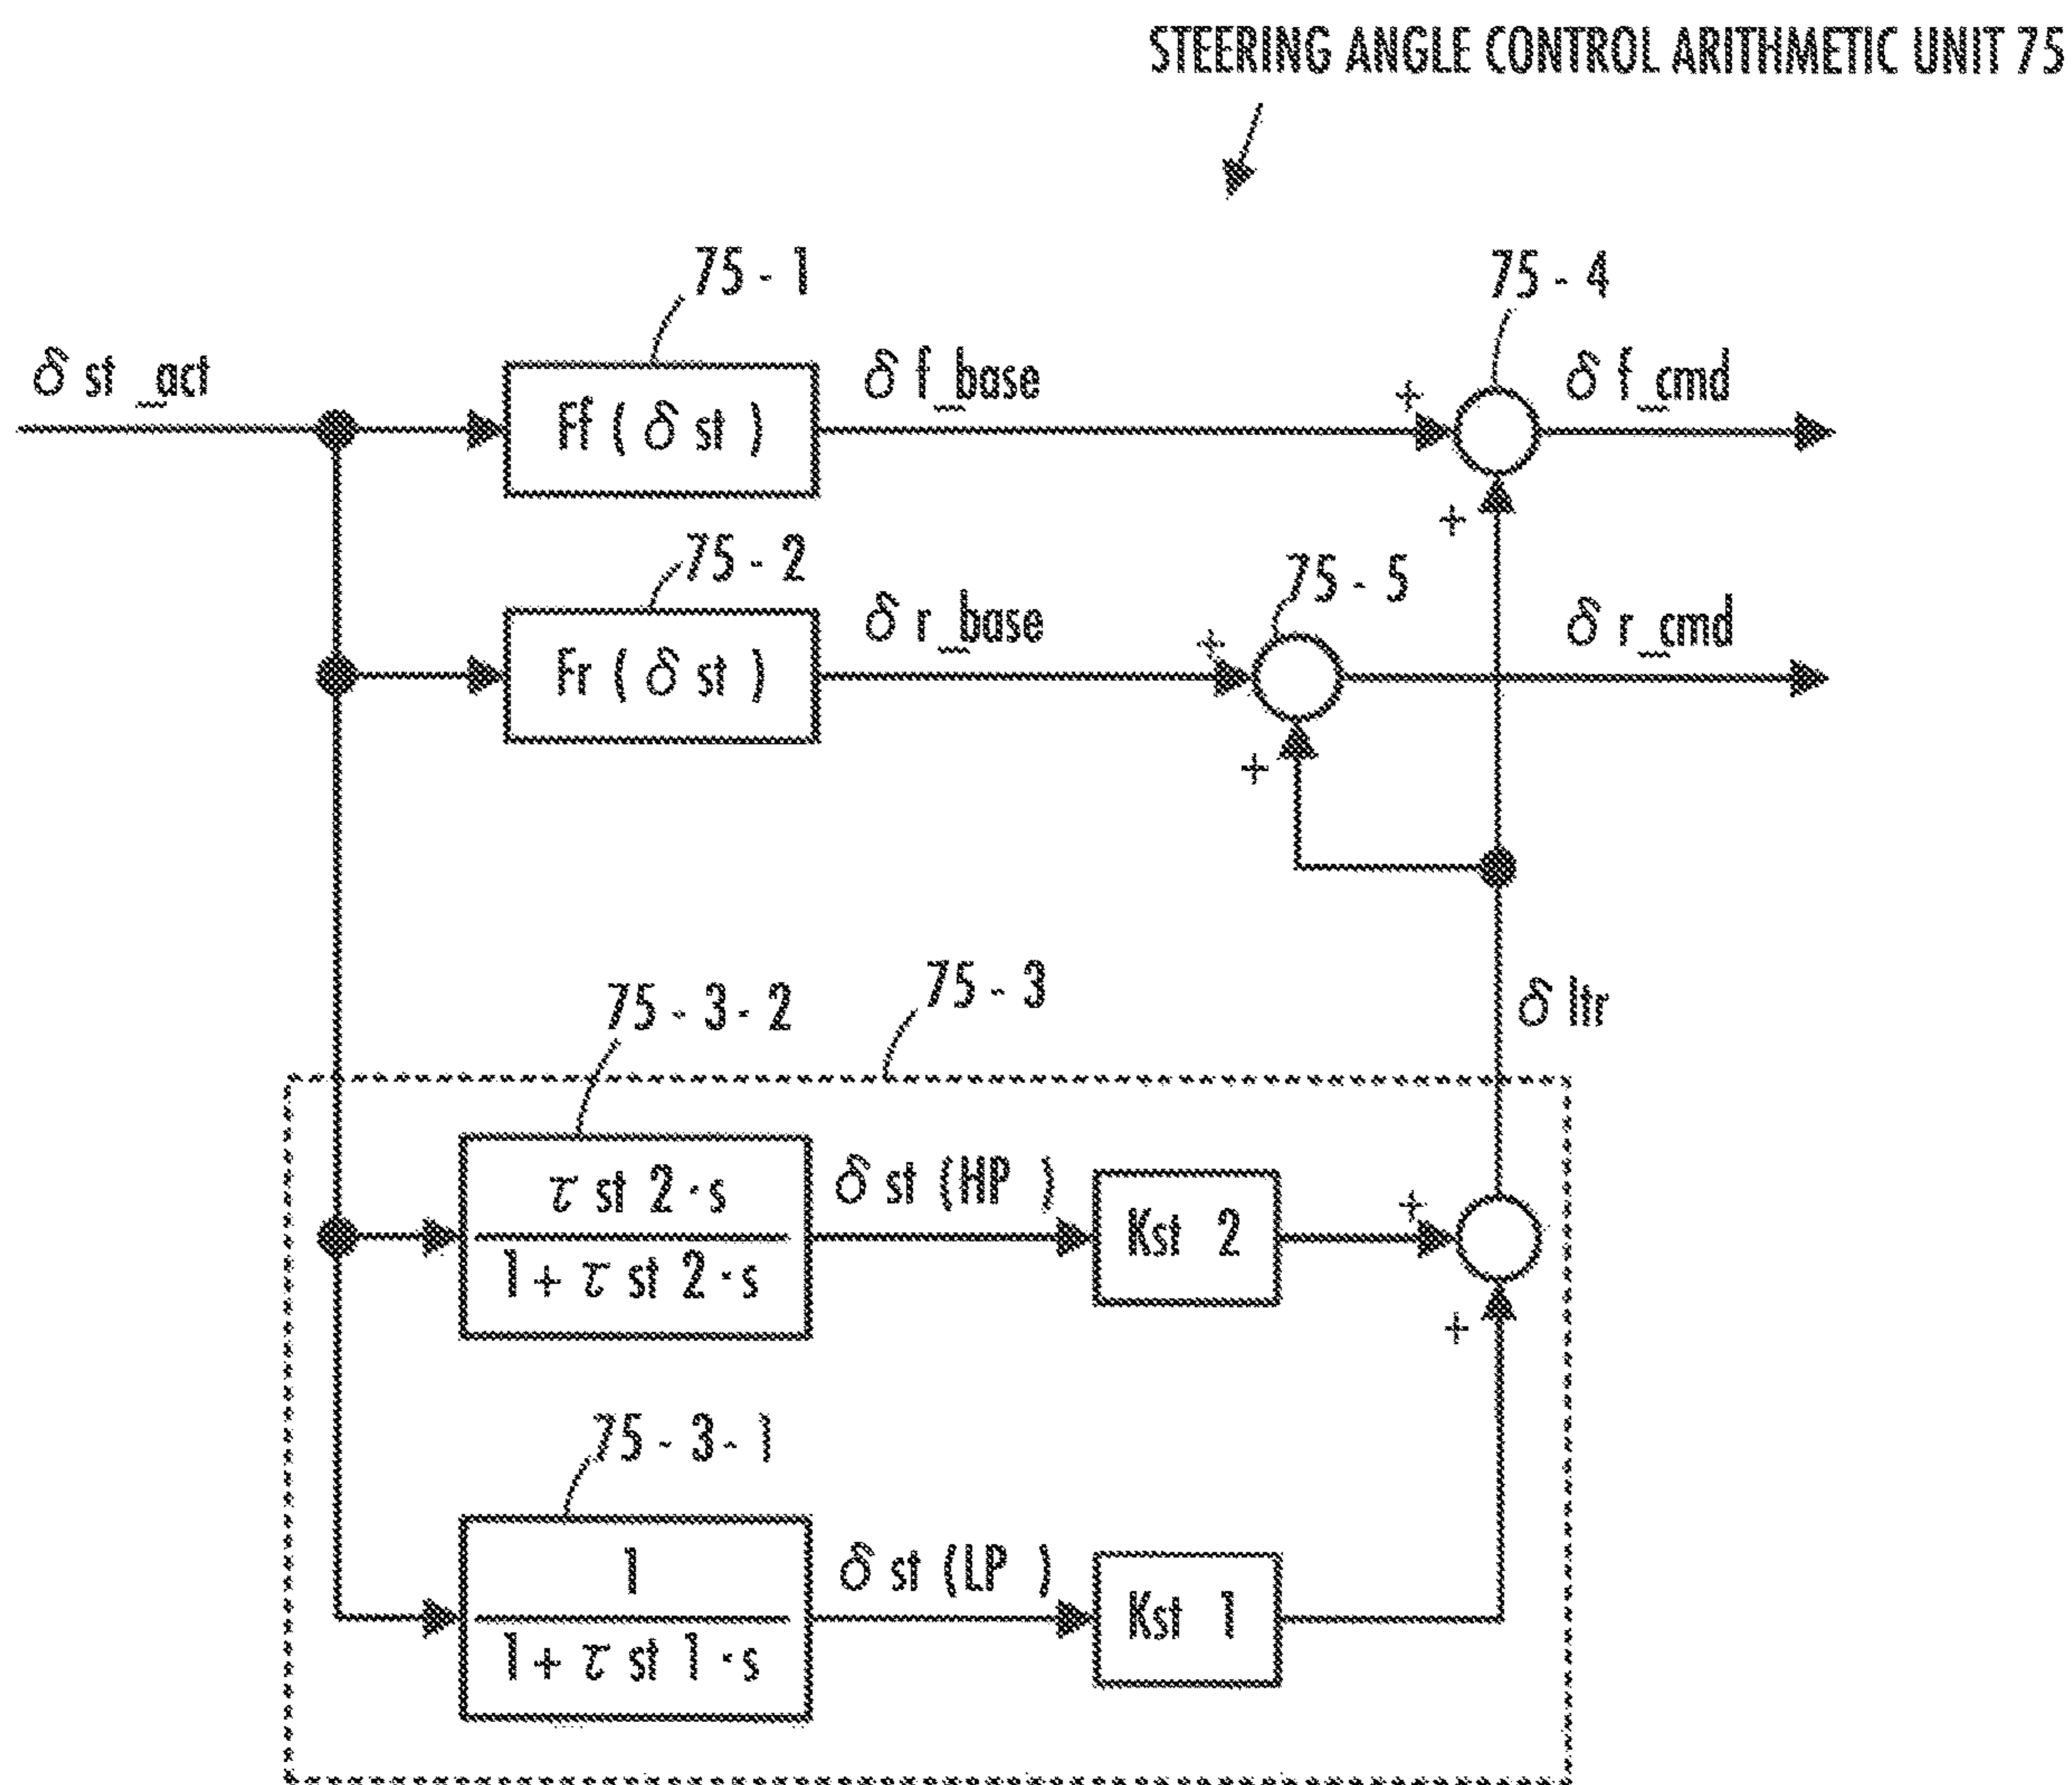 STEERING ANGLE CONTROL ARITHMETIC UNIT 75
75 - 1
75 - 4
δ st _act
Ff ( δ st )
δ f_base
+
δ f_cmd
+
75 - 2
75 - 5
Fr ( δ st )
δ r_base
+
δ r_cmd
+
75 - 3 - 2
75 - 3
δ ltr
τ st 2 · s
1 + τ st 2 · s
δ st (HP )
Kst 2
+
+
75 - 3 - 1
1
1 + τ st 1 · s
δ st (LP )
Kst 1